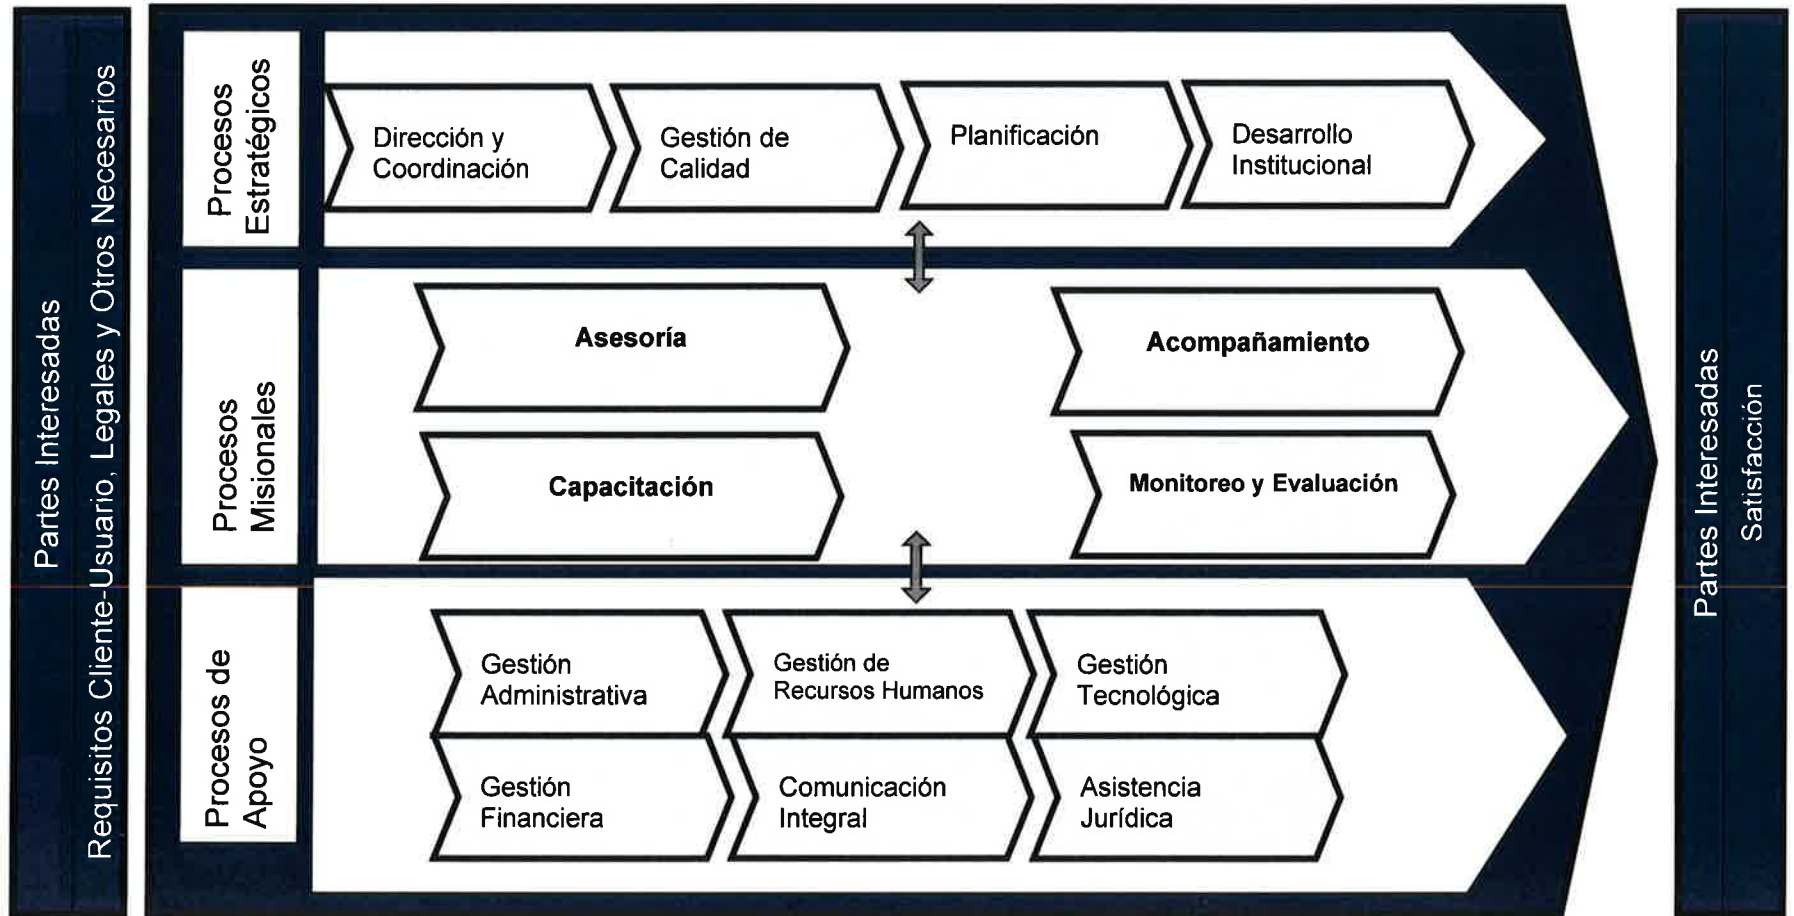 Partes Interesadas
Requisitos Cliente-Usuario, Legales y Otros Necesarios
Procesos
Estratégicos
Dirección y
Coordinación
Gestión de
Calidad
Planificación
Desarrollo
Institucional
Procesos
Misionales
Asesoría
Acompañamiento
Capacitación
Monitoreo y Evaluación
Procesos de
Apoyo
Gestión
Administrativa
Gestión de
Recursos Humanos
Gestión
Tecnológica
Gestión
Financiera
Comunicación
Integral
Asistencia
Jurídica
Partes Interesadas
Satisfacción